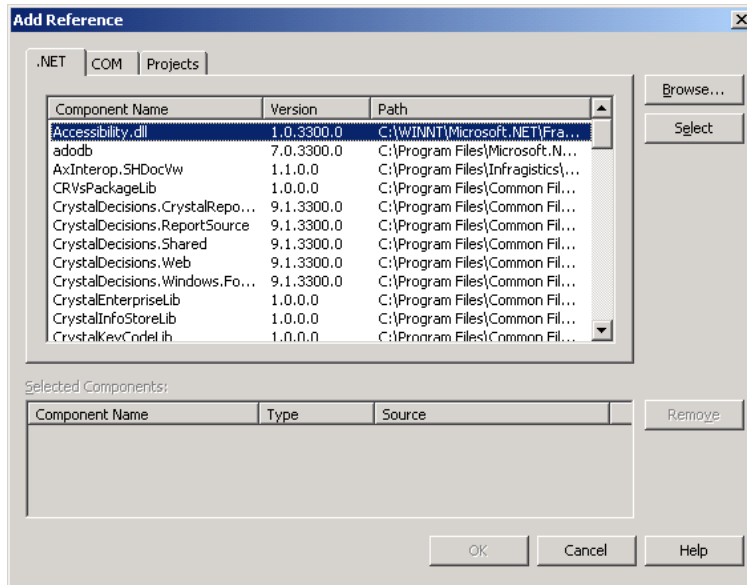 Add Reference
.NET COM Projects
Browse...
Select
Component Name Version Path
Accessibility.dll 1.0.3300.0 C:\WINNT\Microsoft.NET\Fra...
adodb 7.0.3300.0 C:\Program Files\Microsoft.N...
AxInterop.SHDocVw 1.1.0.0 C:\Program Files\Infragistics\...
CRVsPackageLib 1.0.0.0 C:\Program Files\Common Fil...
CrystalDecisions.CrystalRepo... 9.1.3300.0 C:\Program Files\Common Fil...
CrystalDecisions.ReportSource 9.1.3300.0 C:\Program Files\Common Fil...
CrystalDecisions.Shared 9.1.3300.0 C:\Program Files\Common Fil...
CrystalDecisions.Web 9.1.3300.0 C:\Program Files\Common Fil...
CrystalDecisions.Windows.Fo... 9.1.3300.0 C:\Program Files\Common Fil...
CrystalEnterpriseLib 1.0.0.0 C:\Program Files\Common Fil...
CrystalInfoStoreLib 1.0.0.0 C:\Program Files\Common Fil...
CrystalKeyCodeLib 1.0.0.0 C:\Program Files\Common Fil...
Selected Components:
Component Name Type Source
Remove
OK Cancel Help